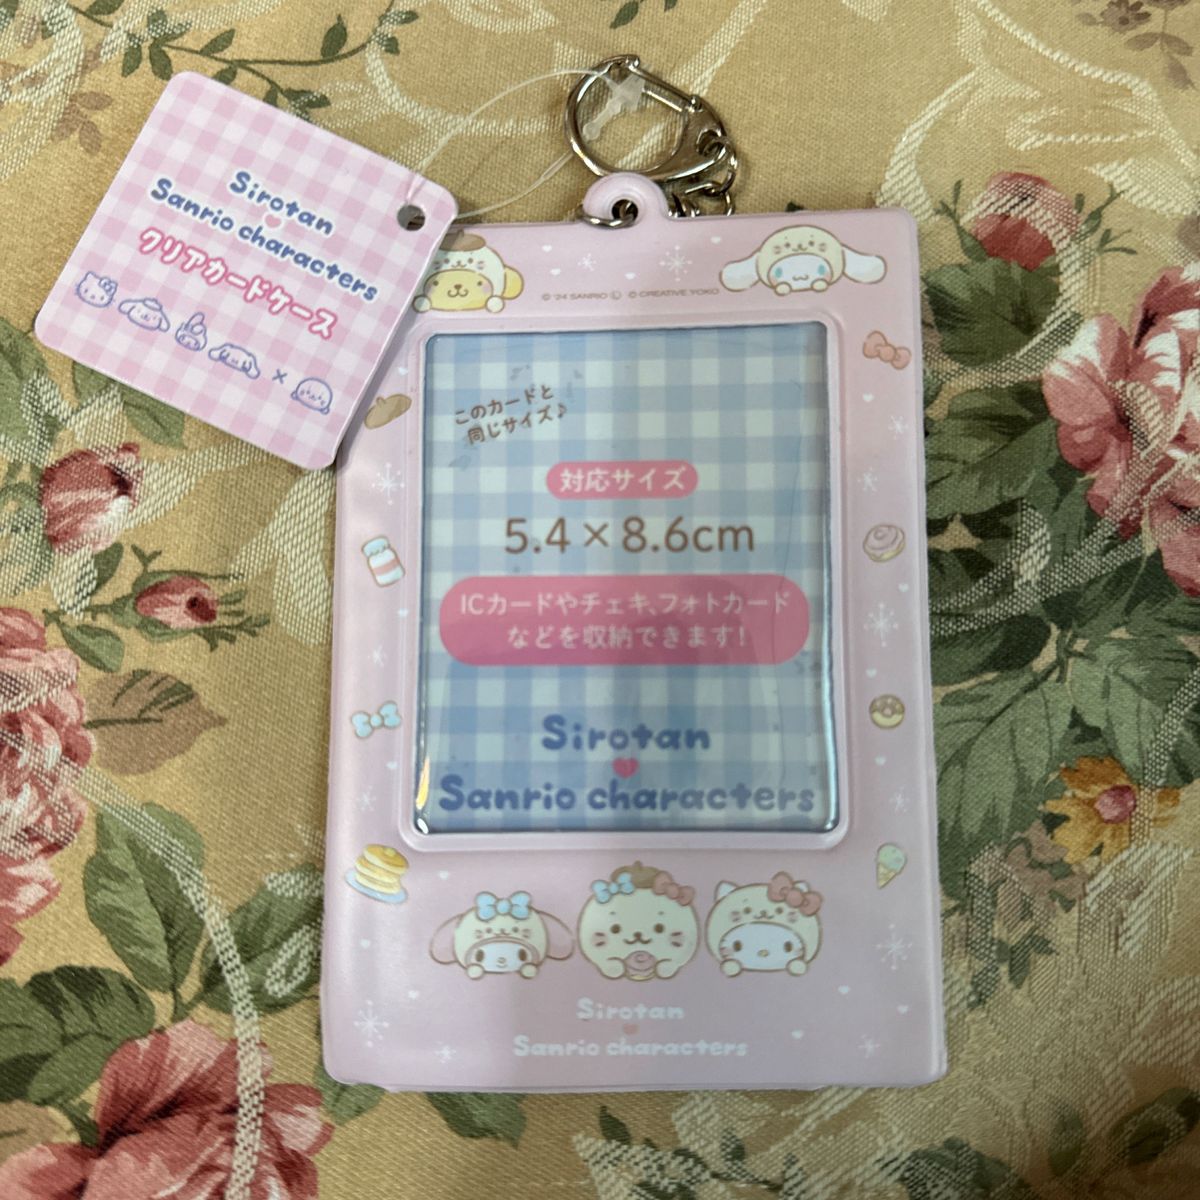 Sirotan
Sanrio characters
クリアカードケース
×
© '24 SANRIO Ⓛ © CREATIVE YOKO
このカードと
同じサイズ♪
対応サイズ
5.4×8.6cm
ICカードやチェキ、フォトカード
などを収納できます!
Sirotan
Sanrio characters
Sirotan
Sanrio characters